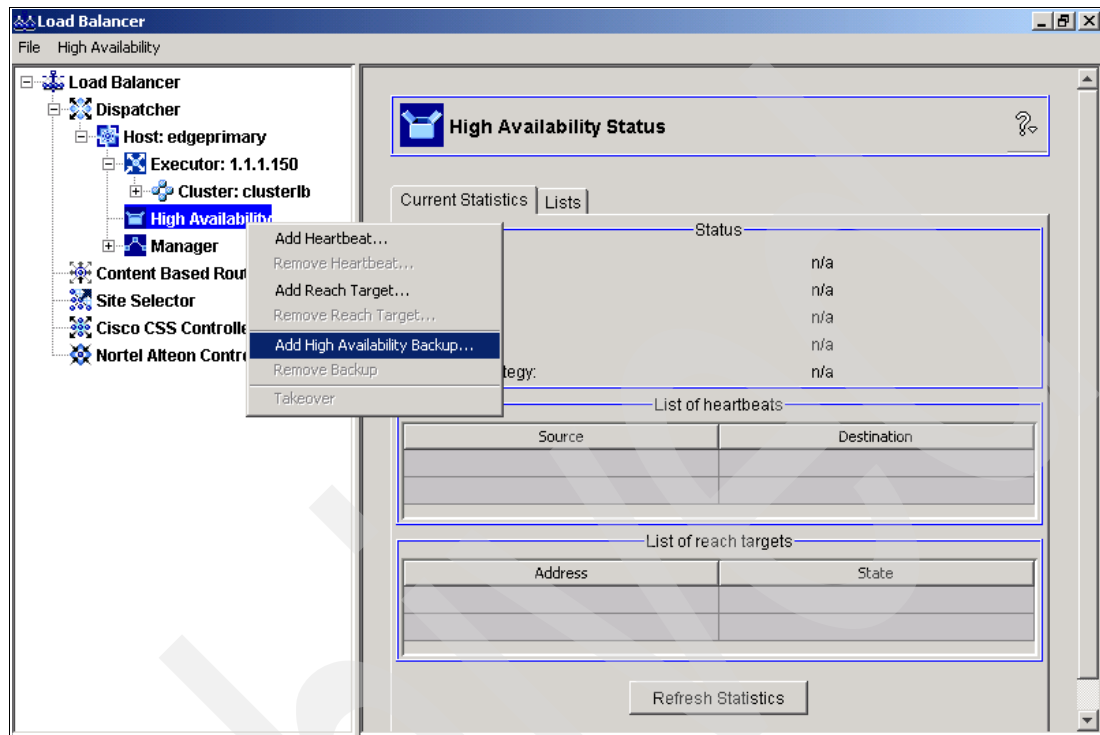 Load Balancer
File High Availability
Load Balancer
Dispatcher
Host: edgeprimary
Executor: 1.1.1.150
Cluster: clusterlb
High Availability
Manager
Content Based Rout
Site Selector
Cisco CSS Controlle
Nortel Alteon Contr
Add Heartbeat...
Remove Heartbeat...
Add Reach Target...
Remove Reach Target...
Add High Availability Backup...
Remove Backup
Takeover
High Availability Status
Current Statistics Lists
Status
n/a
n/a
n/a
n/a
tegy: n/a
List of heartbeats
Source Destination
List of reach targets
Address State
Refresh Statistics